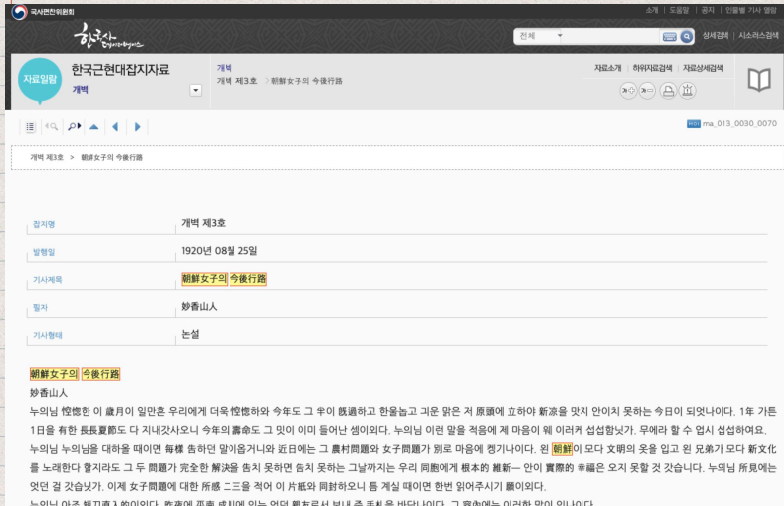 국사편찬위원회
소개 | 도움말 | 공지 | 인물별 기사 열람
한국사데이터베이스
전체
상세검색 | 시소러스검색
자료일람
한국근현대잡지자료
개벽
개벽
개벽 제3호 > 朝鮮女子의 今後行路
자료소개 | 하위자료검색 | 자료상세검색
가+ 가-
ma_013_0030_0070
개벽 제3호 > 朝鮮女子의 今後行路
잡지명 개벽 제3호
발행일 1920년 08월 25일
기사제목 朝鮮女子의 今後行路
필자 妙香山人
기사형태 논설
朝鮮女子의 今後行路
妙香山人
누의님 悾惚한 이 歲月이 일만흔 우리에게 더욱 悾惚하와 今年도 그 半이 旣過하고 한울놉고 긔운 맑은 저 原頭에 立하야 新凉을 맛지 안이치 못하는 今日이 되엇나이다. 1年 가튼
1日을 有한 長長夏節도 다 지내갓사오니 今年의 壽命도 그 밋이 이미 들어난 셈이외다. 누의님 이런 말을 적음에 제 마음이 웨 이러커 섭섭함닛가. 무에라 할 수 업시 섭섭하여요.
누의님 누의님을 대하올 때이면 每樣 告하던 말이옵거니와 近日에는 그 農村問題와 女子問題가 別로 마음에 켕기나이다. 왼 朝鮮이 모다 文明의 옷을 입고 왼 兄弟가 모다 新文化
를 노래한다 할지라도 그 두 問題가 完全한 解決을 告치 못하면 告치 못하는 그날까지는 우리 同胞에게 根本的 維新― 안이 實際的 幸福은 오지 못할 것 갓습니다. 누의님 所見에는
엇던 걸 갓습닛가. 이제 女子問題에 대한 所感 二三을 적어 이 片紙와 同封하오니 틈 계실 때이면 한번 읽어주시기 願이외다.